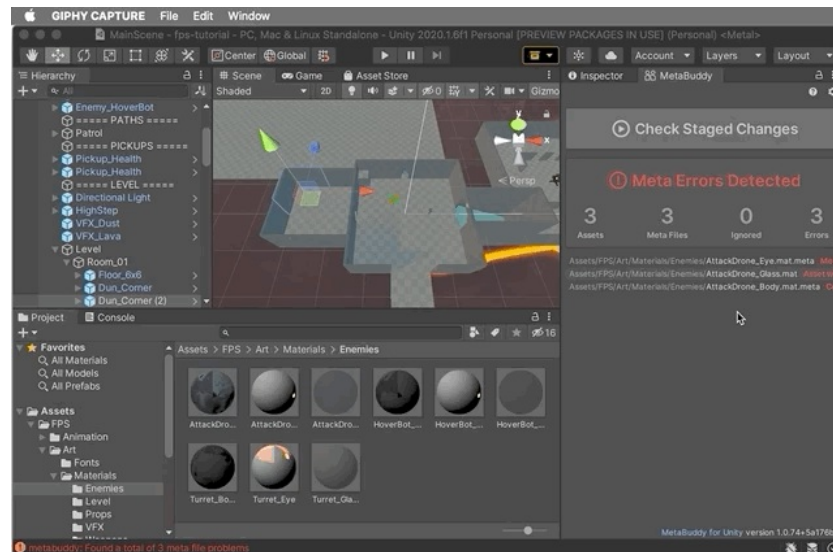 GIPHY CAPTURE File Edit Window
MainScene - fps-tutorial - PC, Mac & Linux Standalone - Unity 2020.1.6f1 Personal [PREVIEW PACKAGES IN USE] (Personal) <Metal>
Center Global Account Layers Layout
Hierarchy Scene Game Asset Store Inspector MetaBuddy
All Shaded 2D 0 Gizmo
Enemy_HoverBot
===== PATHS =====
Patrol
===== PICKUPS =====
Pickup_Health
Pickup_Health
===== LEVEL =====
Directional Light
HighStep
VFX_Dust
VFX_Lava
Level
Room_01
Floor_6x6
Dun_Corner
Dun_Corner (2)
y
x
Persp
Check Staged Changes
Meta Errors Detected
3 3 0 3
Assets Meta Files Ignored Errors
Assets/FPS/Art/Materials/Enemies/AttackDrone_Eye.mat.meta
Assets/FPS/Art/Materials/Enemies/AttackDrone_Glass.mat
Assets/FPS/Art/Materials/Enemies/AttackDrone_Body.mat.meta
Project Console
16
Favorites
All Materials
All Models
All Prefabs
Assets
FPS
Animation
Art
Fonts
Materials
Enemies
Level
Props
VFX
Assets > FPS > Art > Materials > Enemies
AttackDro... AttackDro... AttackDro... HoverBot_... HoverBot_... HoverBot_...
Turret_Bo... Turret_Eye Turret_Gla...
MetaBuddy for Unity version 1.0.74+5a176b
metabuddy: Found a total of 3 meta file problems